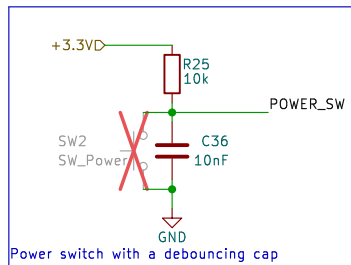 +3.3V
R25
10k
POWER_SW
SW2
SW_Power
C36
10nF
GND
Power switch with a debouncing cap